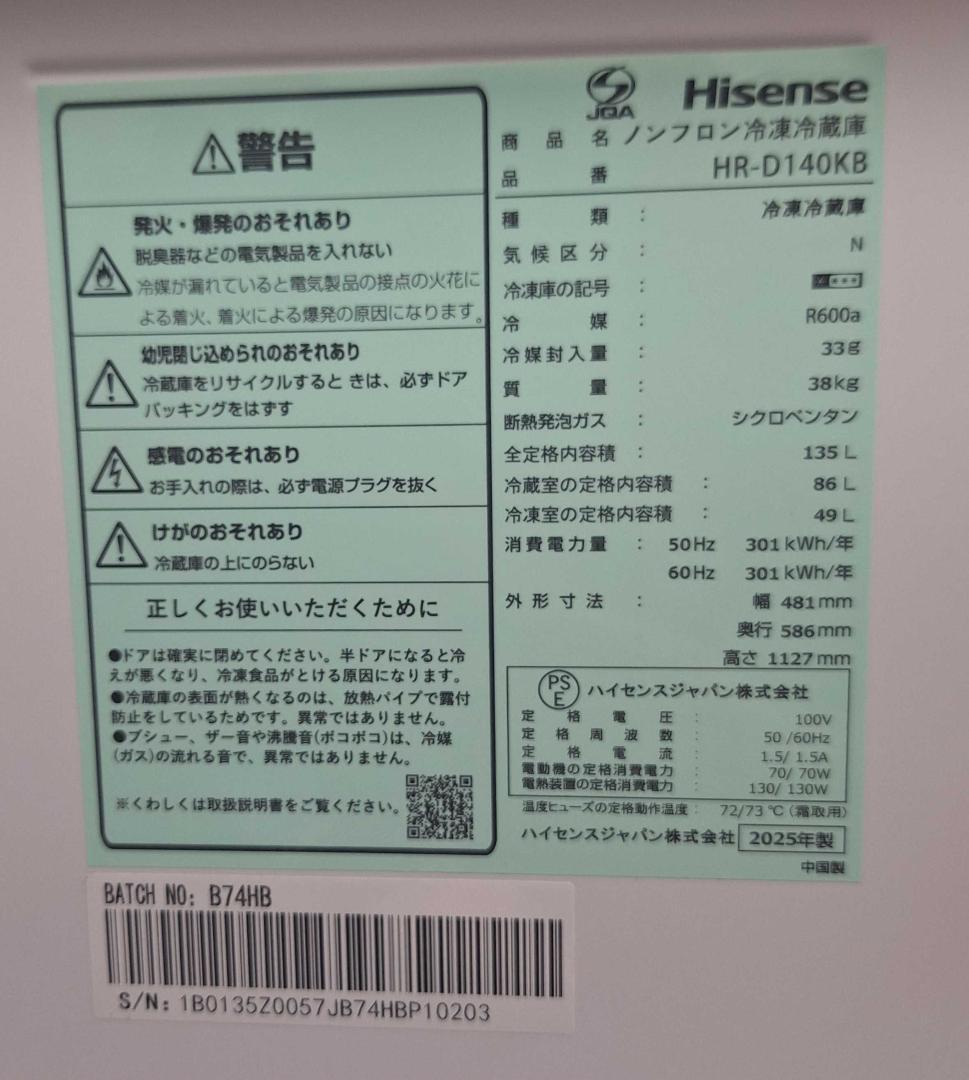 警告
発火・爆発のおそれあり
脱臭器などの電気製品を入れない
冷媒が漏れていると電気製品の接点の火花に
よる着火、着火による爆発の原因になります。
幼児閉じ込められのおそれあり
冷蔵庫をリサイクルすると きは、必ずドア
パッキングをはずす
感電のおそれあり
お手入れの際は、必ず電源プラグを抜く
けがのおそれあり
冷蔵庫の上にのらない
正しくお使いいただくために
●ドアは確実に閉めてください。半ドアになると冷
えが悪くなり、冷凍食品がとける原因になります。
●冷蔵庫の表面が熱くなるのは、放熱パイプで露付
防止をしているためです。異常ではありません。
●ブシュー、ザー音や沸騰音(ボコボコ)は、冷媒
(ガス)の流れる音で、異常ではありません。
※くわしくは取扱説明書をご覧ください。
JQA
Hisense
商品名 ノンフロン冷凍冷蔵庫
品番 HR-D140KB
種類 : 冷凍冷蔵庫
気候区分 : N
冷凍庫の記号 :
冷媒 : R600a
冷媒封入量 : 33g
質量 : 38kg
断熱発泡ガス : シクロペンタン
全定格内容積 : 135 L
冷蔵室の定格内容積 : 86 L
冷凍室の定格内容積 : 49 L
消費電力量 : 50Hz 301 kWh/年
60Hz 301 kWh/年
外形寸法 : 幅 481mm
奥行 586mm
高さ 1127mm
PSE ハイセンスジャパン株式会社
定格電圧 : 100V
定格周波数 : 50 /60Hz
定格電流 : 1.5/ 1.5A
電動機の定格消費電力 : 70/ 70W
電熱装置の定格消費電力 : 130/ 130W
温度ヒューズの定格動作温度 : 72/73 ℃ (霜取用)
ハイセンスジャパン株式会社 2025年製
中国製
BATCH NO: B74HB
S/N: 1B0135Z0057JB74HBP10203